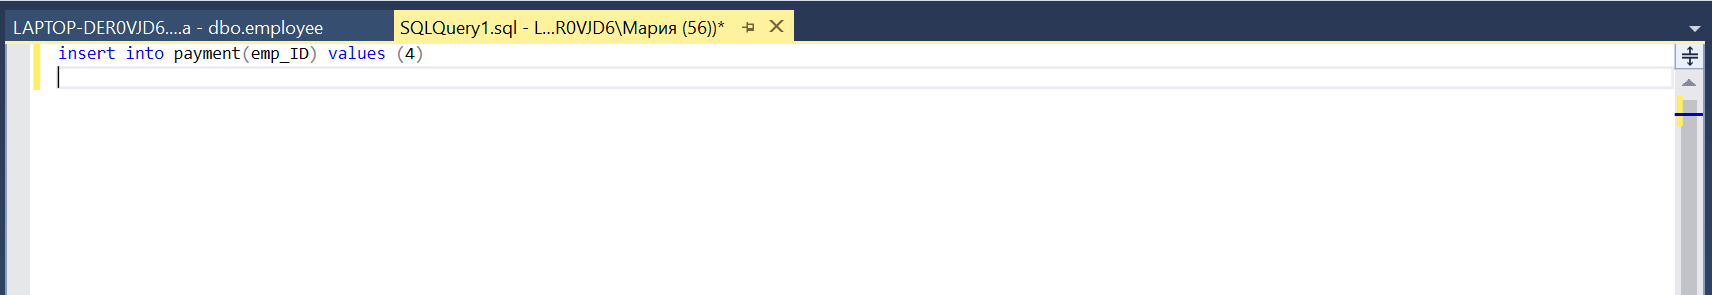 LAPTOP-DER0VJD6....a - dbo.employee
SQLQuery1.sql - L...R0VJD6\Мария (56))*
insert into payment(emp_ID) values (4)